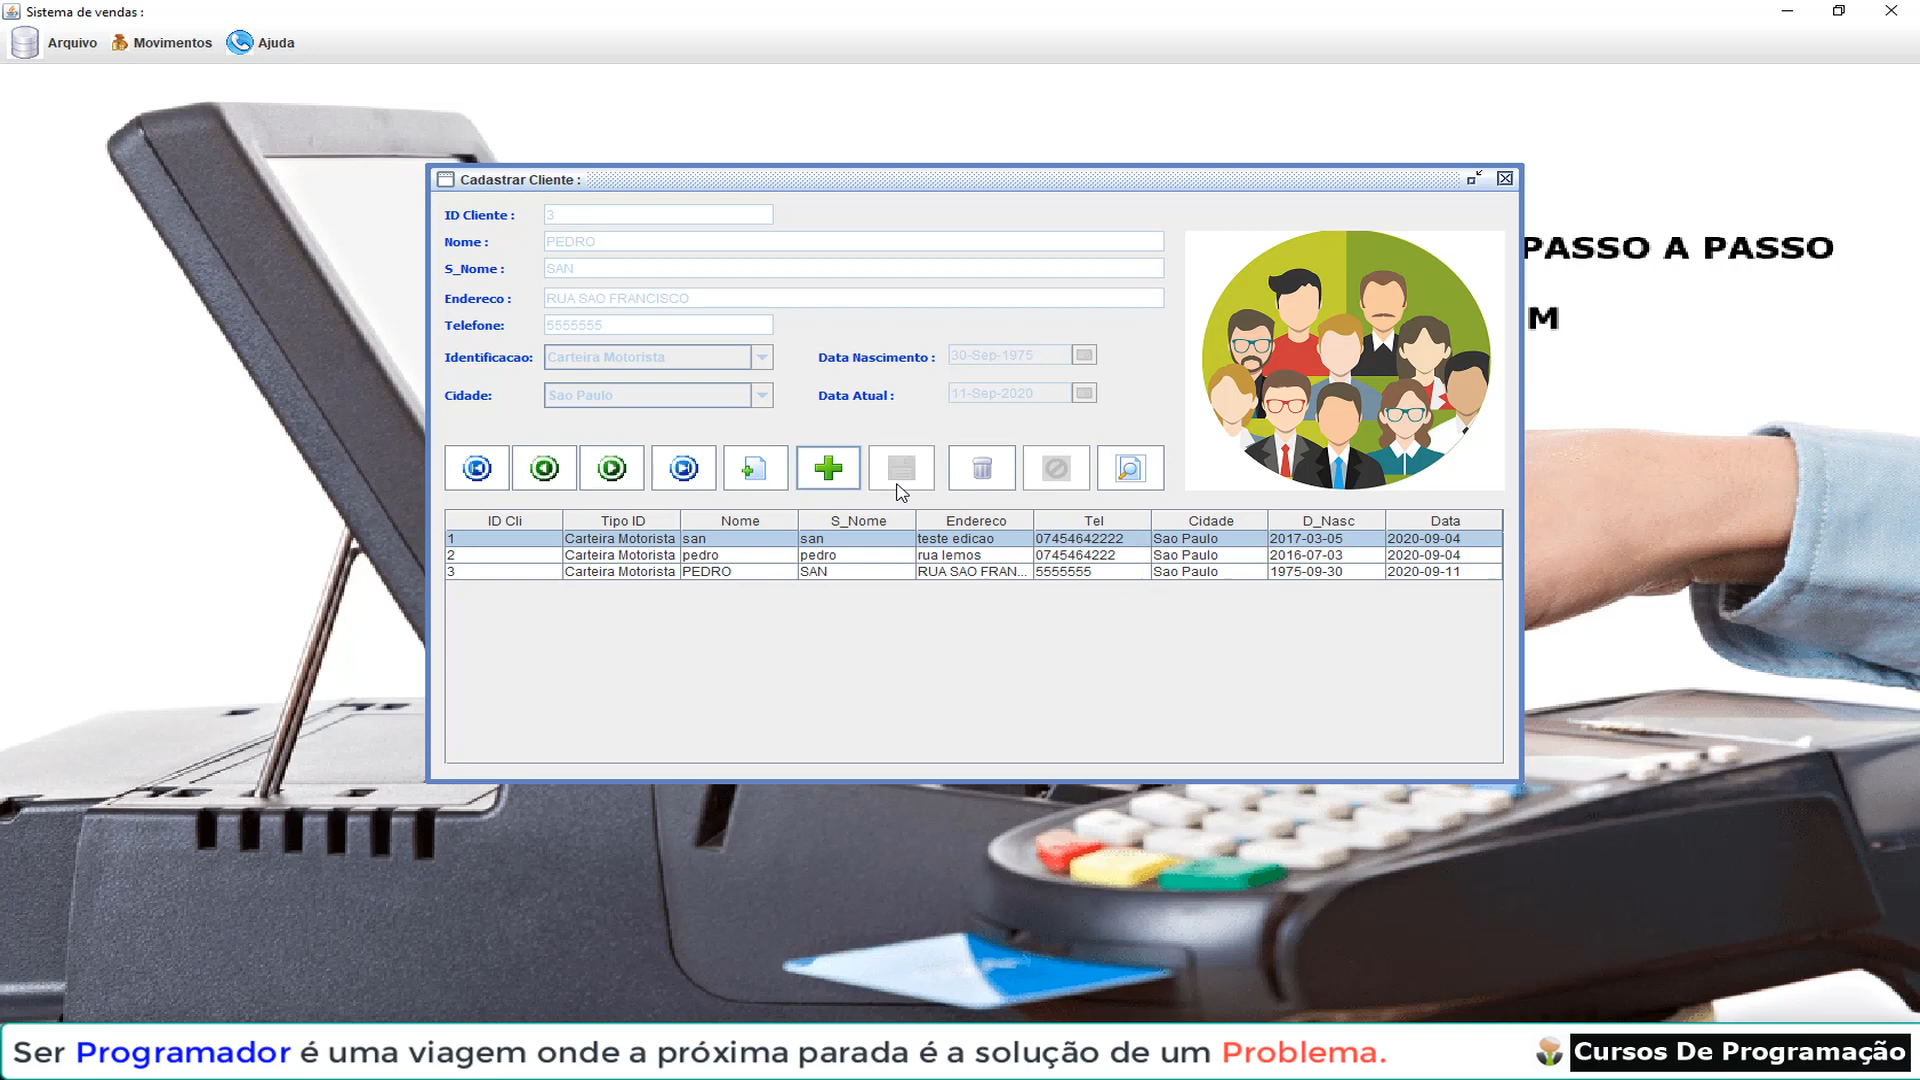 Sistema de vendas :
Arquivo Movimentos Ajuda
PASSO A PASSO
M
Cadastrar Cliente :
ID Cliente : 3
Nome : PEDRO
S_Nome : SAN
Endereco : RUA SAO FRANCISCO
Telefone: 5555555
Identificacao: Carteira Motorista Data Nascimento : 30-Sep-1975
Cidade: Sao Paulo Data Atual : 11-Sep-2020
ID Cli Tipo ID Nome S_Nome Endereco Tel Cidade D_Nasc Data
1 Carteira Motorista san san teste edicao 07454642222 Sao Paulo 2017-03-05 2020-09-04
2 Carteira Motorista pedro pedro rua lemos 0745464222 Sao Paulo 2016-07-03 2020-09-04
3 Carteira Motorista PEDRO SAN RUA SAO FRAN... 5555555 Sao Paulo 1975-09-30 2020-09-11
Ser Programador é uma viagem onde a próxima parada é a solução de um Problema.
Cursos De Programação